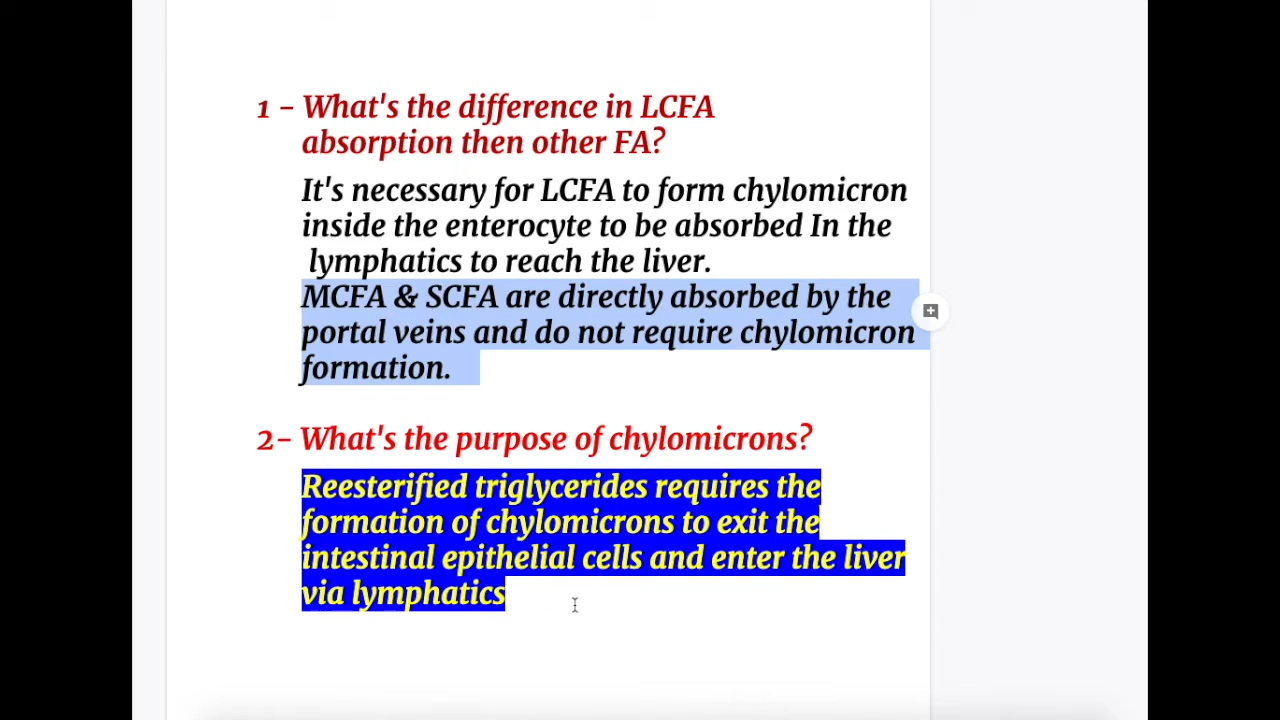 1 - What's the difference in LCFA
absorption then other FA?
It's necessary for LCFA to form chylomicron
inside the enterocyte to be absorbed In the
lymphatics to reach the liver.
MCFA & SCFA are directly absorbed by the
portal veins and do not require chylomicron
formation.
2- What's the purpose of chylomicrons?
Reesterified triglycerides requires the
formation of chylomicrons to exit the
intestinal epithelial cells and enter the liver
via lymphatics